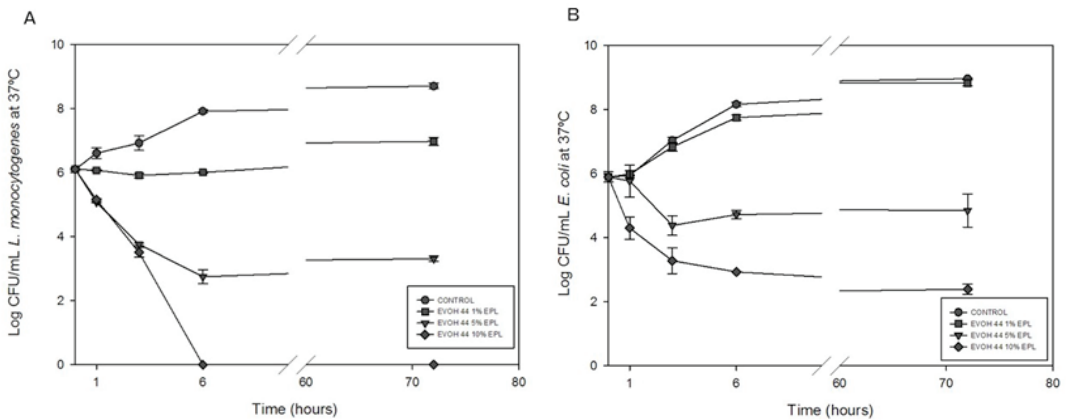 A
Log CFU/mL L. monocytogenes at 37ºC
10
8
6
4
2
0
1
6
60
70
80
Time (hours)
CONTROL
EVOH 44 1% EPL
EVOH 44 5% EPL
EVOH 44 10% EPL
B
Log CFU/mL E. coli at 37ºC
10
8
6
4
2
0
1
6
60
70
80
Time (hours)
CONTROL
EVOH 44 1% EPL
EVOH 44 5% EPL
EVOH 44 10% EPL